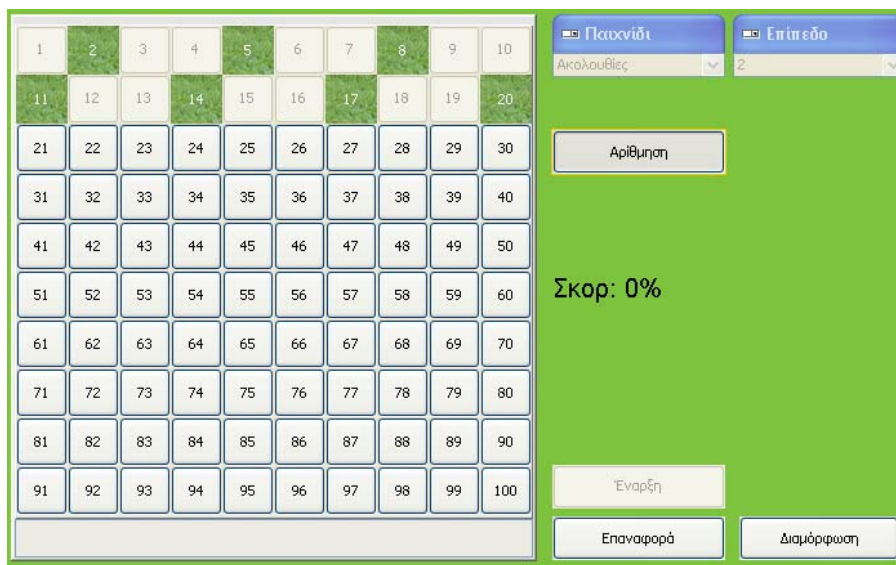 1 2 3 4 5 6 7 8 9 10
11 12 13 14 15 16 17 18 19 20
21 22 23 24 25 26 27 28 29 30
31 32 33 34 35 36 37 38 39 40
41 42 43 44 45 46 47 48 49 50
51 52 53 54 55 56 57 58 59 60
61 62 63 64 65 66 67 68 69 70
71 72 73 74 75 76 77 78 79 80
81 82 83 84 85 86 87 88 89 90
91 92 93 94 95 96 97 98 99 100
Παιχνίδι
Ακολουθίες
Επίπεδο
2
Αρίθμηση
Σκορ: 0%
Έναρξη
Επαναφορά
Διαμόρφωση